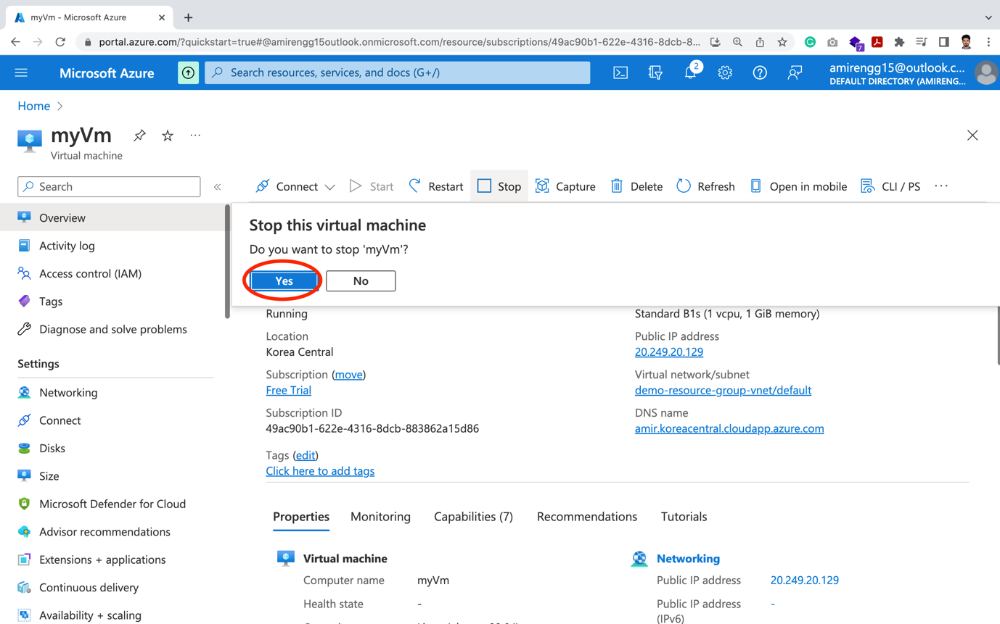 myVm - Microsoft Azure
portal.azure.com/?quickstart=true#@amirengg15outlook.onmicrosoft.com/resource/subscriptions/49ac90b1-622e-4316-8dcb-8...
7
Microsoft Azure
Search resources, services, and docs (G+/)
2
amirengg15@outlook.c...
DEFAULT DIRECTORY (AMIRENG...
Home
myVm
Virtual machine
Search
Connect
Start
Restart
Stop
Capture
Delete
Refresh
Open in mobile
CLI / PS
Overview
Activity log
Access control (IAM)
Tags
Diagnose and solve problems
Settings
Networking
Connect
Disks
Size
Microsoft Defender for Cloud
Advisor recommendations
Extensions + applications
Continuous delivery
Availability + scaling
Stop this virtual machine
Do you want to stop 'myVm'?
Yes
No
Running
Location
Korea Central
Subscription (move)
Free Trial
Subscription ID
49ac90b1-622e-4316-8dcb-883862a15d86
Tags (edit)
Click here to add tags
Standard B1s (1 vcpu, 1 GiB memory)
Public IP address
20.249.20.129
Virtual network/subnet
demo-resource-group-vnet/default
DNS name
amir.koreacentral.cloudapp.azure.com
Properties
Monitoring
Capabilities (7)
Recommendations
Tutorials
Virtual machine
Computer name
myVm
Health state
-
Networking
Public IP address
20.249.20.129
Public IP address
(IPv6)
-